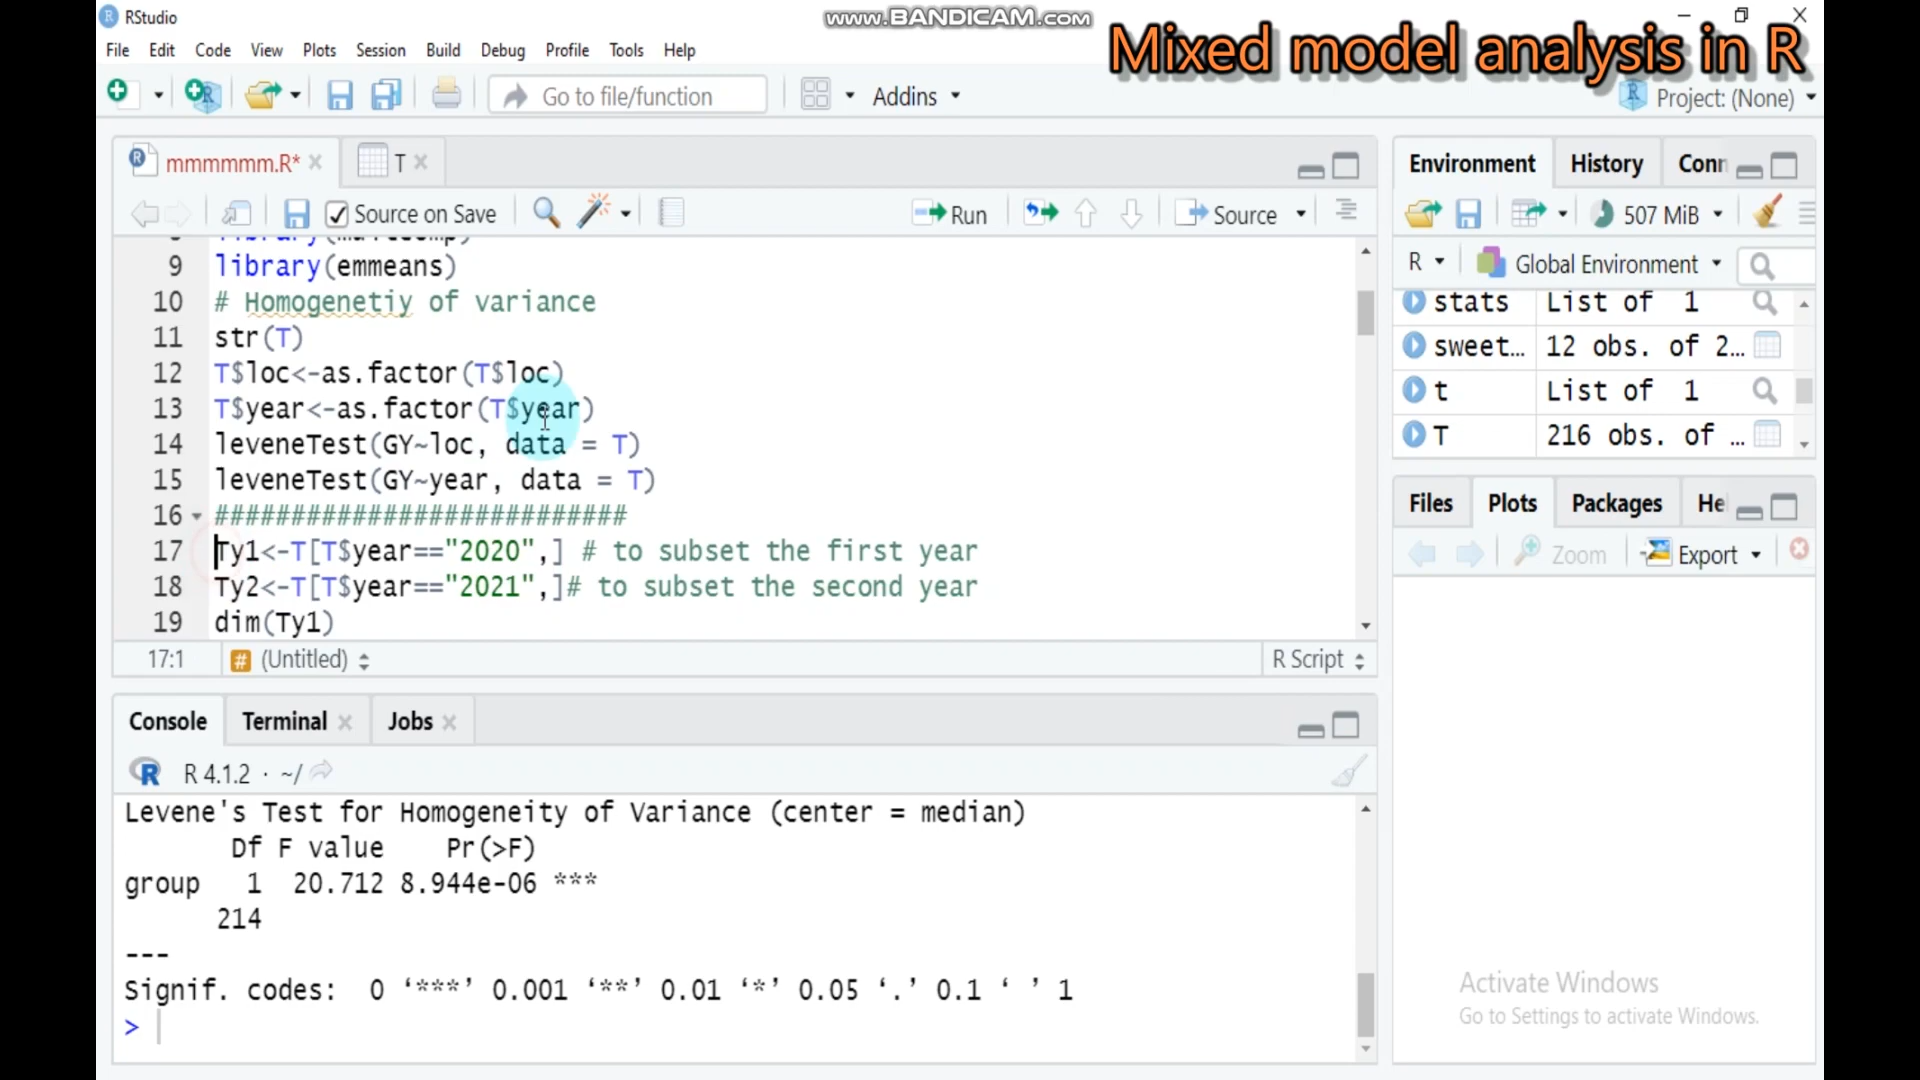 RStudio
www.BANDICAM.com
File Edit Code View Plots Session Build Debug Profile Tools Help
Mixed model analysis in R
Go to file/function
Addins
Project: (None)
mmmmmm.R*
T
Source on Save
Run
Source
9 library(emmeans)
10 # Homogenetiy of variance
11 str(T)
12 T$loc<-as.factor(T$loc)
13 T$year<-as.factor(T$year)
14 leveneTest(GY~loc, data = T)
15 leveneTest(GY~year, data = T)
16 ###########################
17 Ty1<-T[T$year=="2020",] # to subset the first year
18 Ty2<-T[T$year=="2021",]# to subset the second year
19 dim(Ty1)
17:1 # (Untitled) R Script
Console Terminal Jobs
R 4.1.2 · ~/
Levene's Test for Homogeneity of Variance (center = median)
Df F value Pr(>F)
group 1 20.712 8.944e-06 ***
214
---
Signif. codes: 0 ‘***’ 0.001 ‘**’ 0.01 ‘*’ 0.05 ‘.’ 0.1 ‘ ’ 1
>
Environment History Conn
507 MiB
R Global Environment
stats List of 1
sweet… 12 obs. of 2…
t List of 1
T 216 obs. of …
Files Plots Packages He
Zoom Export
Activate Windows
Go to Settings to activate Windows.